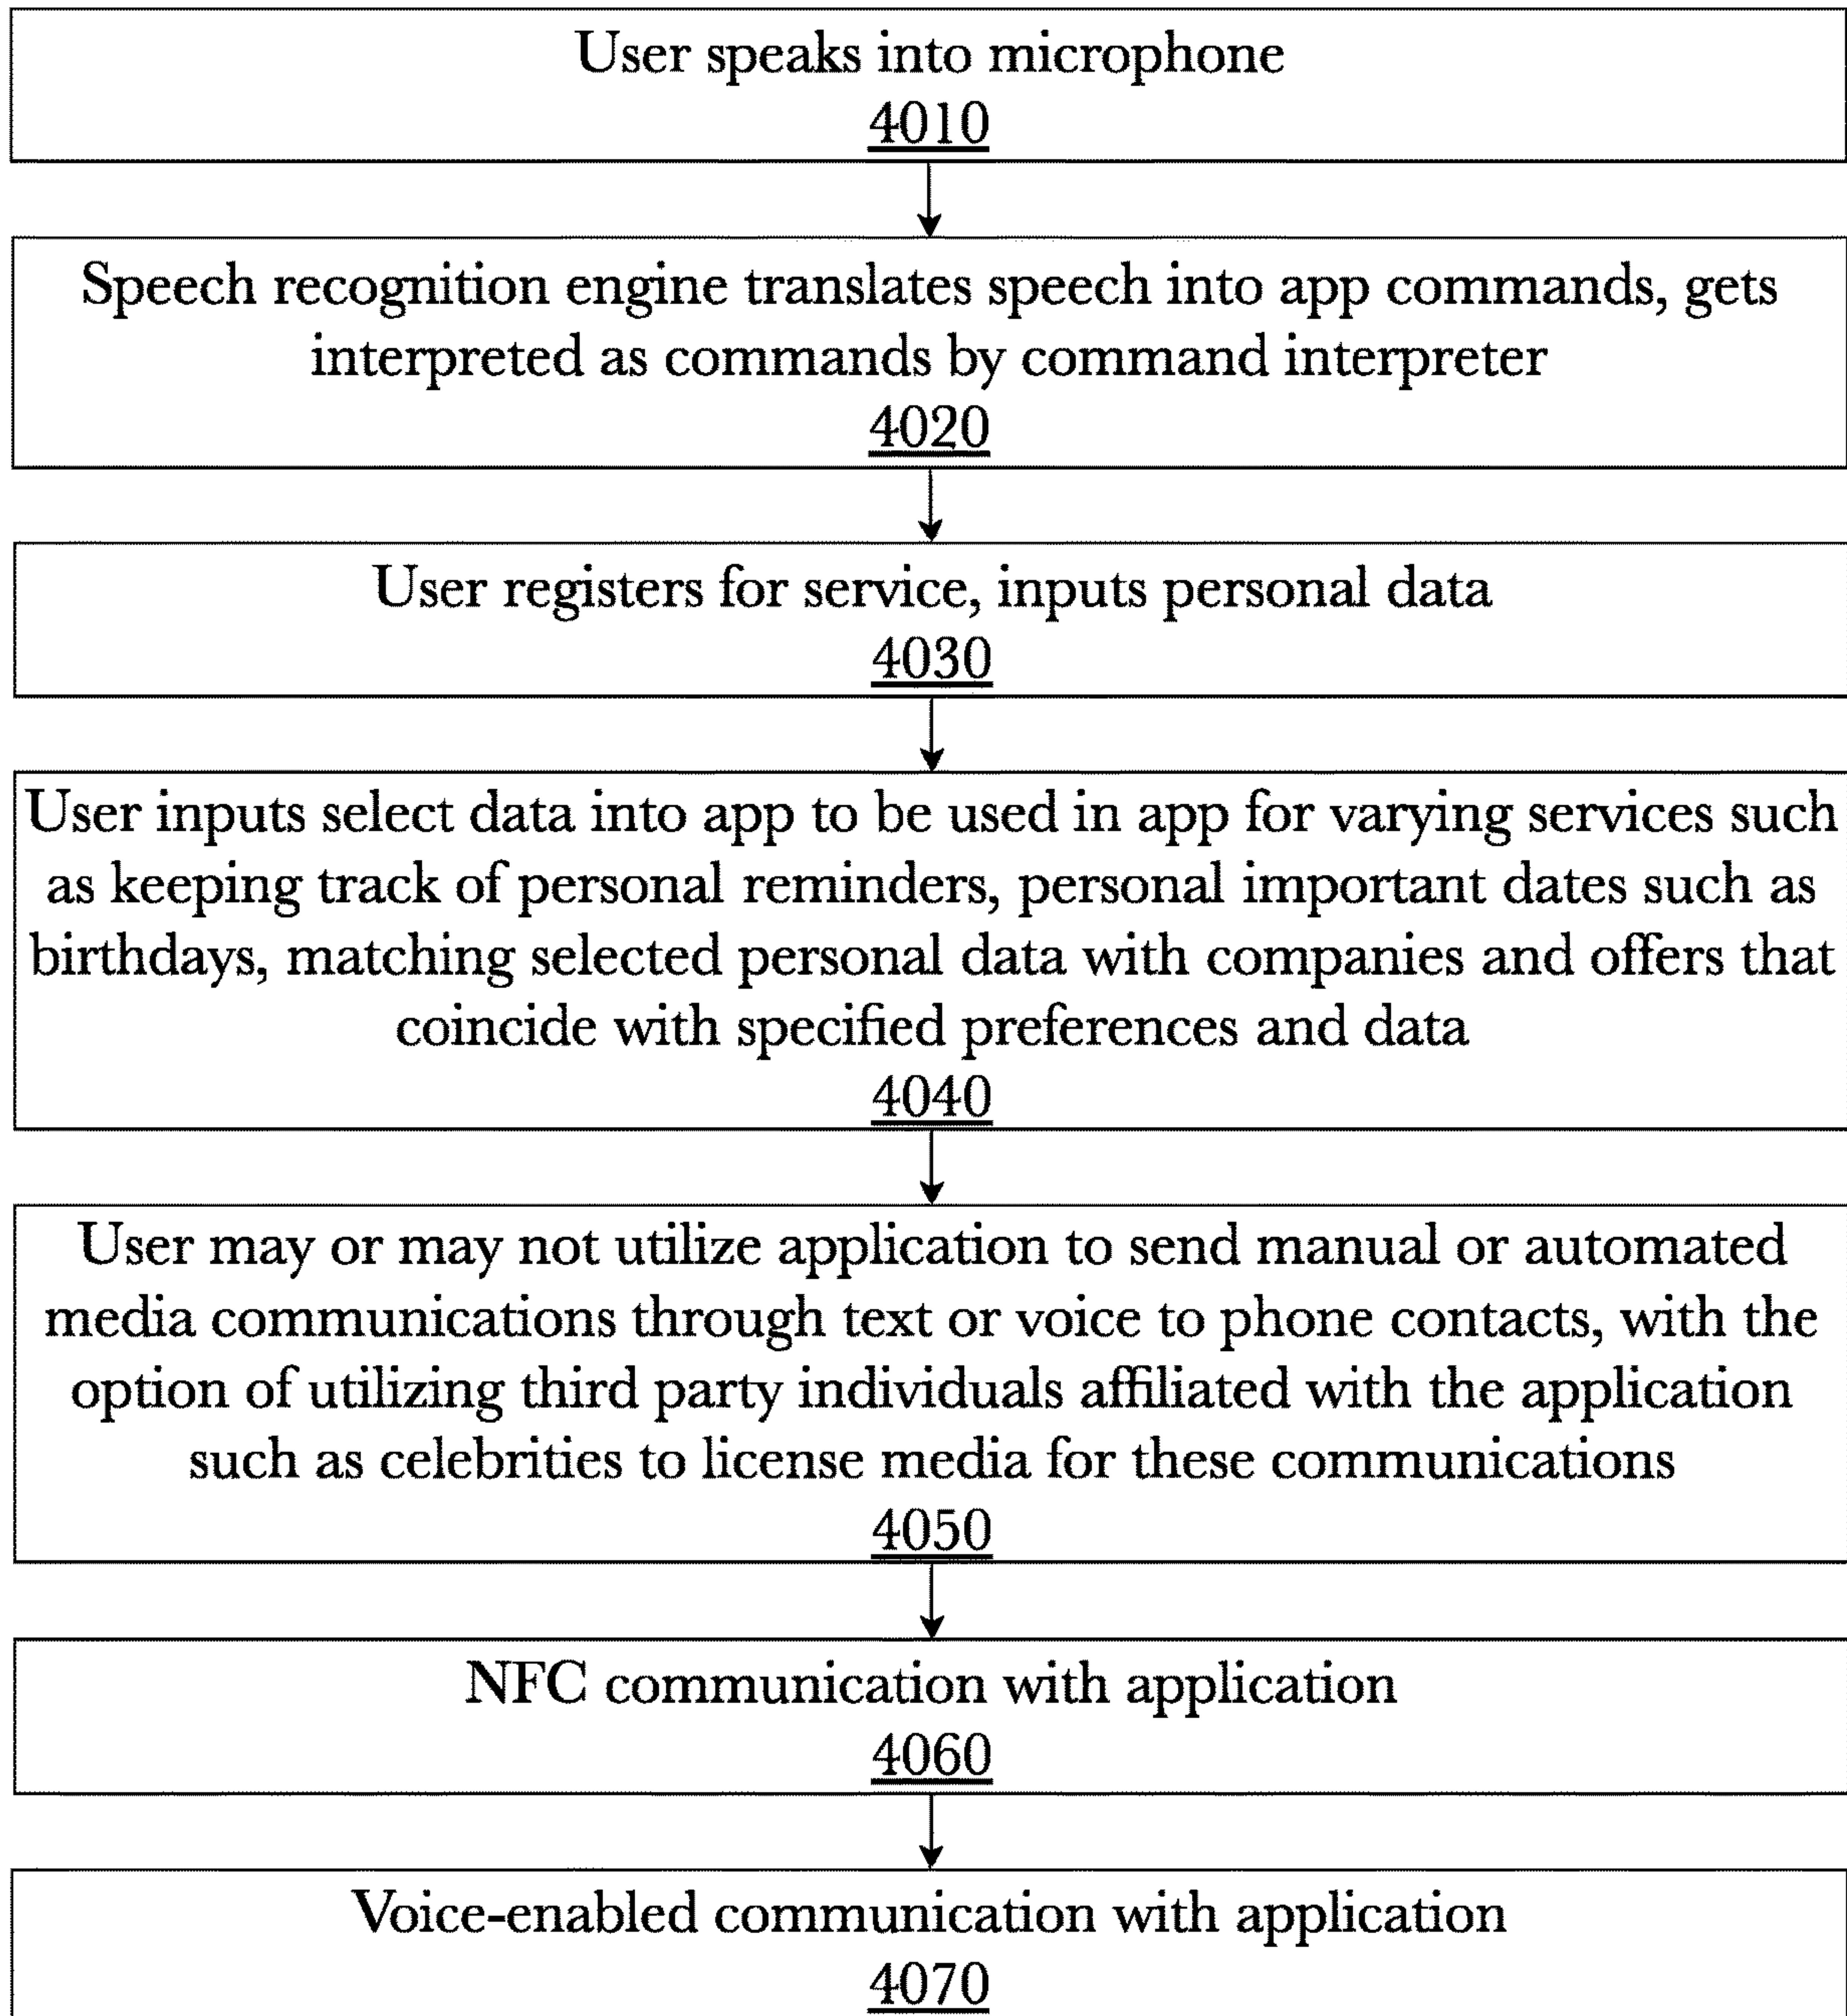 User speaks into microphone
4010
Speech recognition engine translates speech into app commands, gets
interpreted as commands by command interpreter
4020
User registers for service, inputs personal data
4030
User inputs select data into app to be used in app for varying services such
as keeping track of personal reminders, personal important dates such as
birthdays, matching selected personal data with companies and offers that
coincide with specified preferences and data
4040
User may or may not utilize application to send manual or automated
media communications through text or voice to phone contacts, with the
option of utilizing third party individuals affiliated with the application
such as celebrities to license media for these communications
4050
NFC communication with application
4060
Voice-enabled communication with application
4070